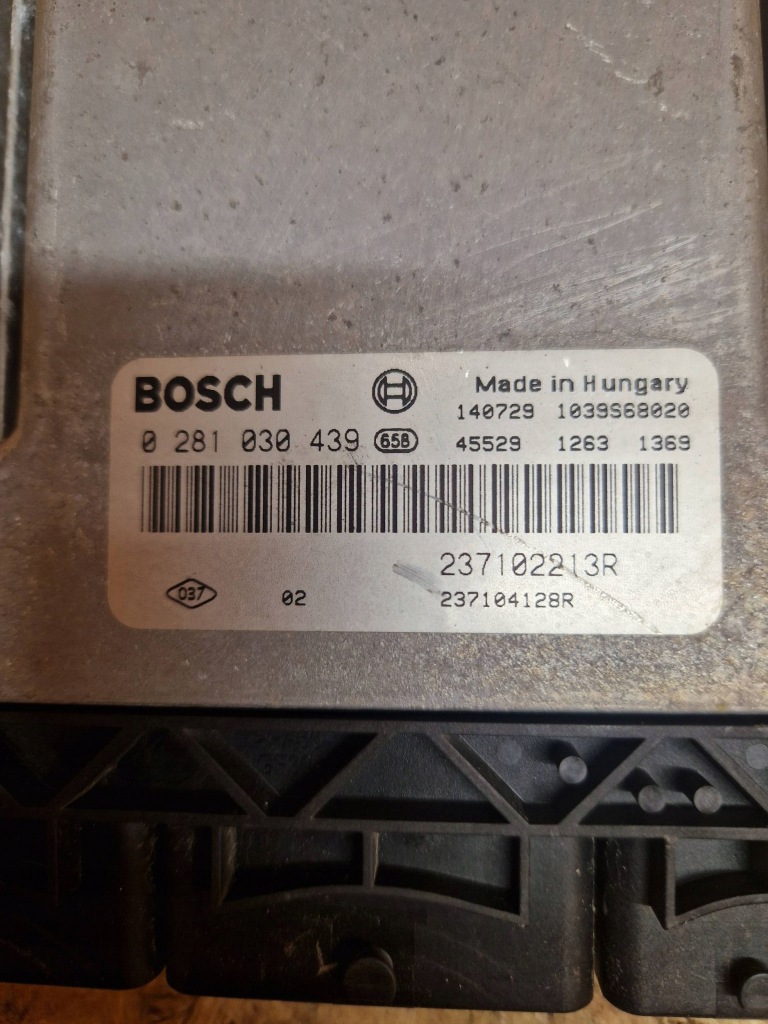 BOSCH
Made in Hungary
140729 1039S68020
0 281 030 439 658 45529 1263 1369
237102213R
037 02 237104128R